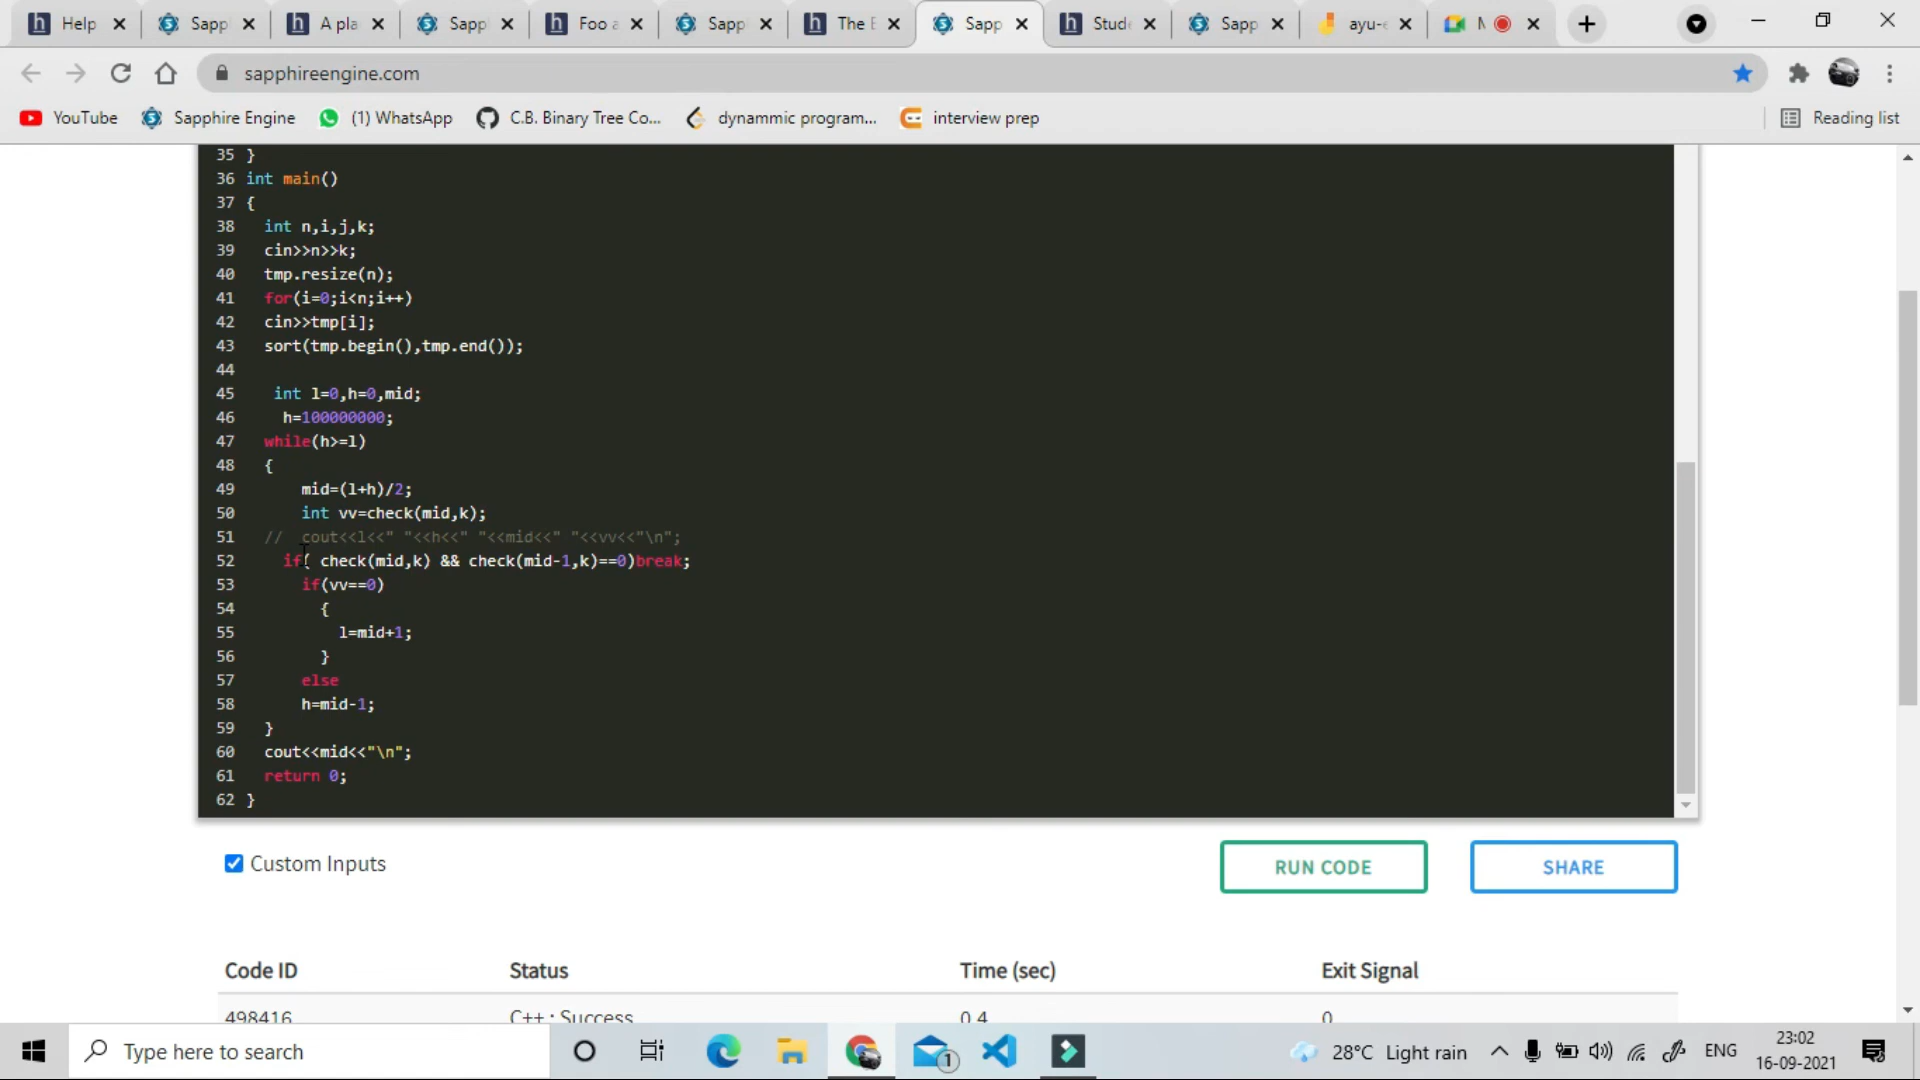 Help
Sapp
A pla
Sapp
Foo a
Sapp
The E
Sapp
Stude
Sapp
ayu-e
M
sapphireengine.com
YouTube
Sapphire Engine
(1) WhatsApp
C.B. Binary Tree Co...
dynammic program...
interview prep
Reading list
35 }
36 int main()
37 {
38 int n,i,j,k;
39 cin>>n>>k;
40 tmp.resize(n);
41 for(i=0;i<n;i++)
42 cin>>tmp[i];
43 sort(tmp.begin(),tmp.end());
44
45 int l=0,h=0,mid;
46 h=100000000;
47 while(h>=l)
48 {
49 mid=(l+h)/2;
50 int vv=check(mid,k);
51 // cout<<l<<" "<<h<<" "<<mid<<" "<<vv<<"\n";
52 if( check(mid,k) && check(mid-1,k)==0)break;
53 if(vv==0)
54 {
55 l=mid+1;
56 }
57 else
58 h=mid-1;
59 }
60 cout<<mid<<"\n";
61 return 0;
62 }
Custom Inputs
RUN CODE
SHARE
Code ID Status Time (sec) Exit Signal
498416 C++ : Success 0.4 0
Type here to search
1
28°C Light rain
ENG
23:02
16-09-2021